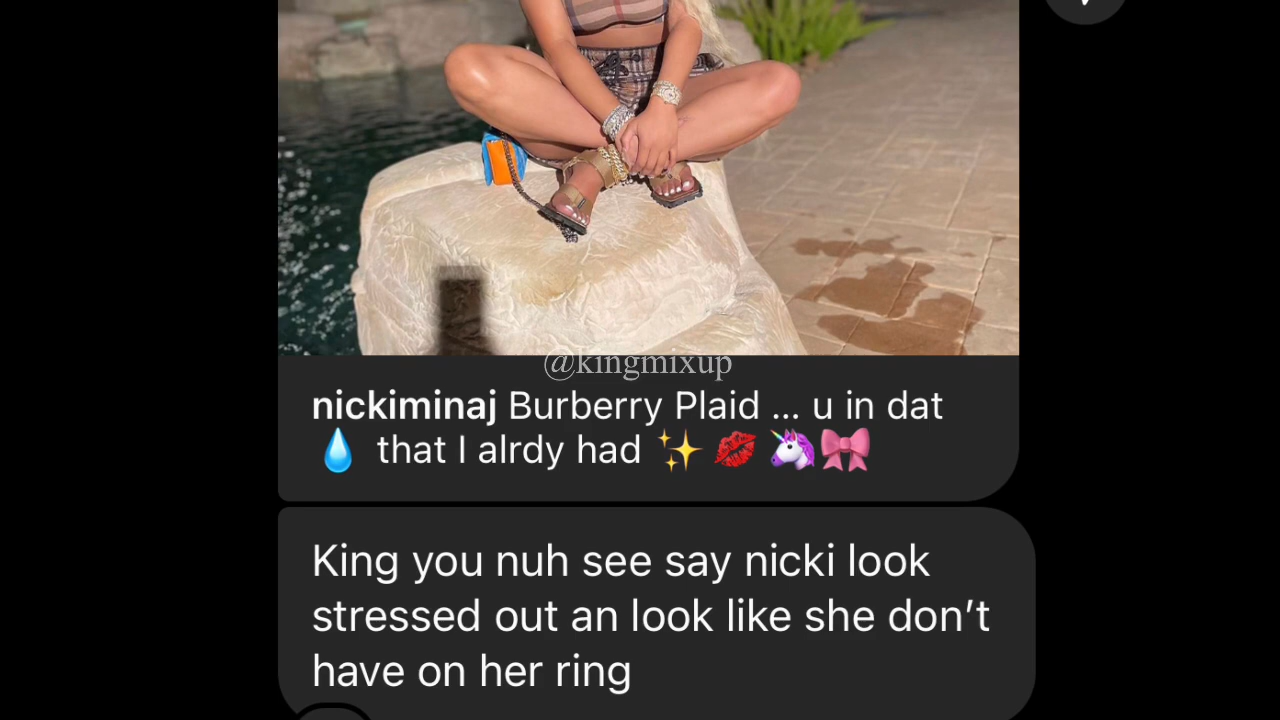 @kingmixup
nickiminaj Burberry Plaid ... u in dat
💧 that I alrdy had ✨ 💋 🦄 🎀
King you nuh see say nicki look
stressed out an look like she don’t
have on her ring